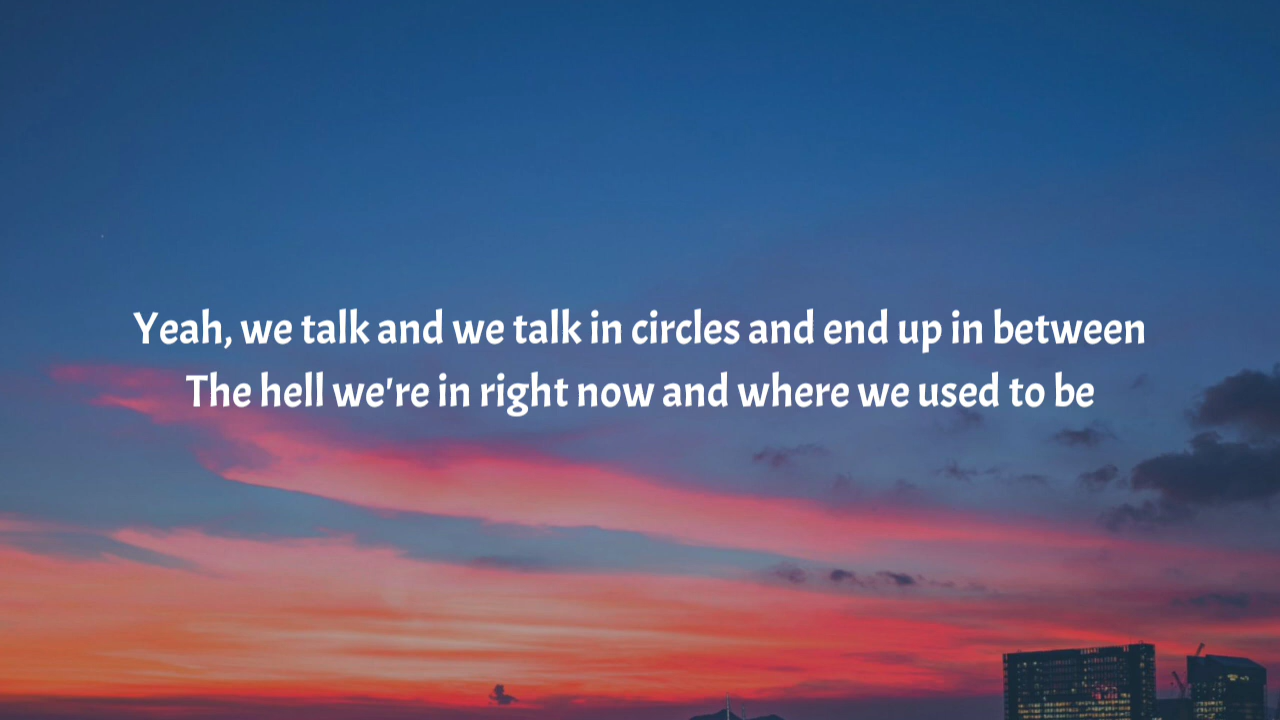 Yeah, we talk and we talk in circles and end up in between
The hell we're in right now and where we used to be